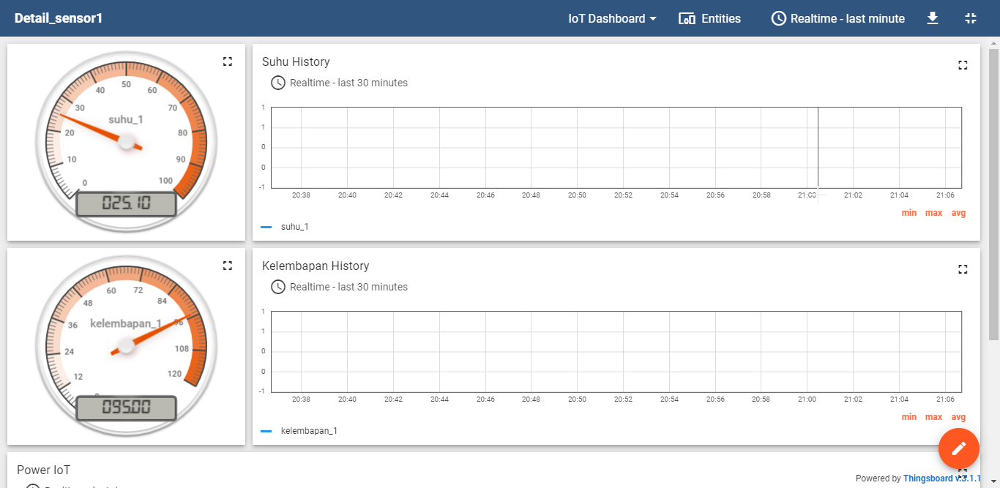 Detail_sensor1
IoT Dashboard
Entities
Realtime - last minute
0
10
20
30
40
50
60
70
80
90
100
suhu_1
025.10
Suhu History
Realtime - last 30 minutes
1
1
0
0
-1
20:38 20:40 20:42 20:44 20:46 20:48 20:50 20:52 20:54 20:56 20:58 21:00 21:02 21:04 21:06
min max avg
suhu_1
12
24
36
48
60
72
84
96
108
120
kelembapan_1
095.00
Kelembapan History
Realtime - last 30 minutes
1
1
0
0
-1
20:38 20:40 20:42 20:44 20:46 20:48 20:50 20:52 20:54 20:56 20:58 21:00 21:02 21:04 21:06
min max avg
kelembapan_1
Power IoT
Powered by Thingsboard v.3.1.1